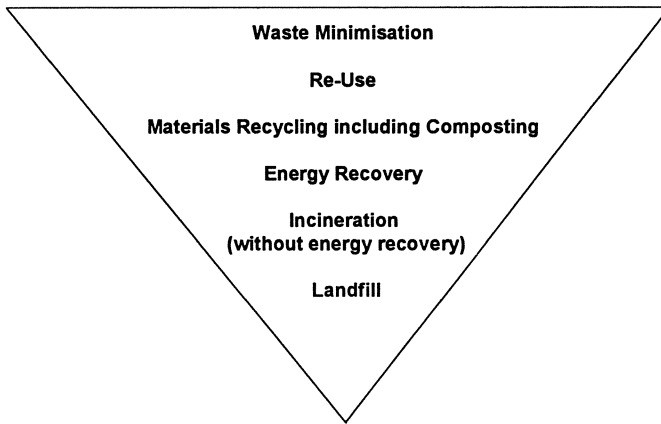 Waste Minimisation
Re-Use
Materials Recycling including Composting
Energy Recovery
Incineration
(without energy recovery)
Landfill